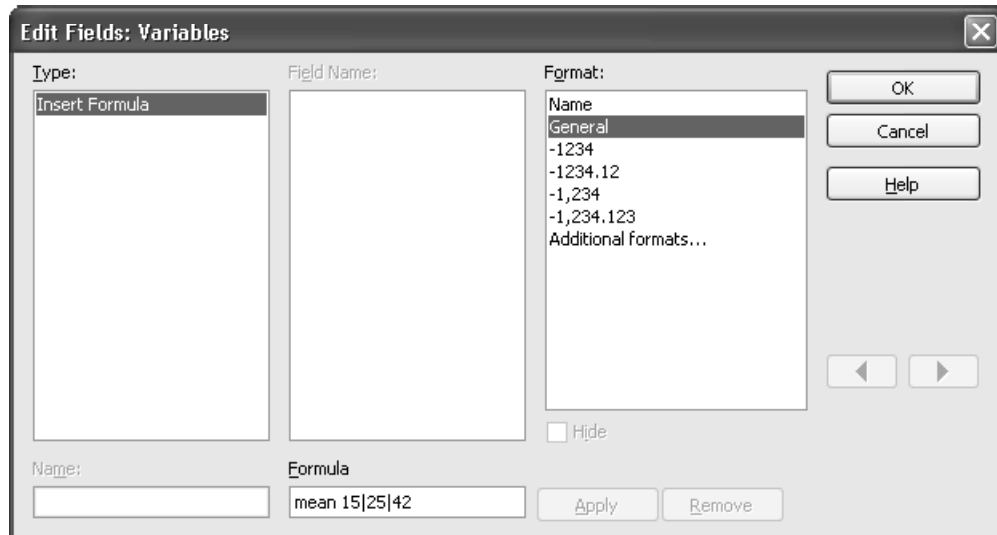 Edit Fields: Variables
Type:
Insert Formula
Field Name:
Format:
Name
General
-1234
-1234.12
-1,234
-1,234.123
Additional formats...
OK
Cancel
Help
Hide
Name:
Formula
mean 15|25|42
Apply
Remove